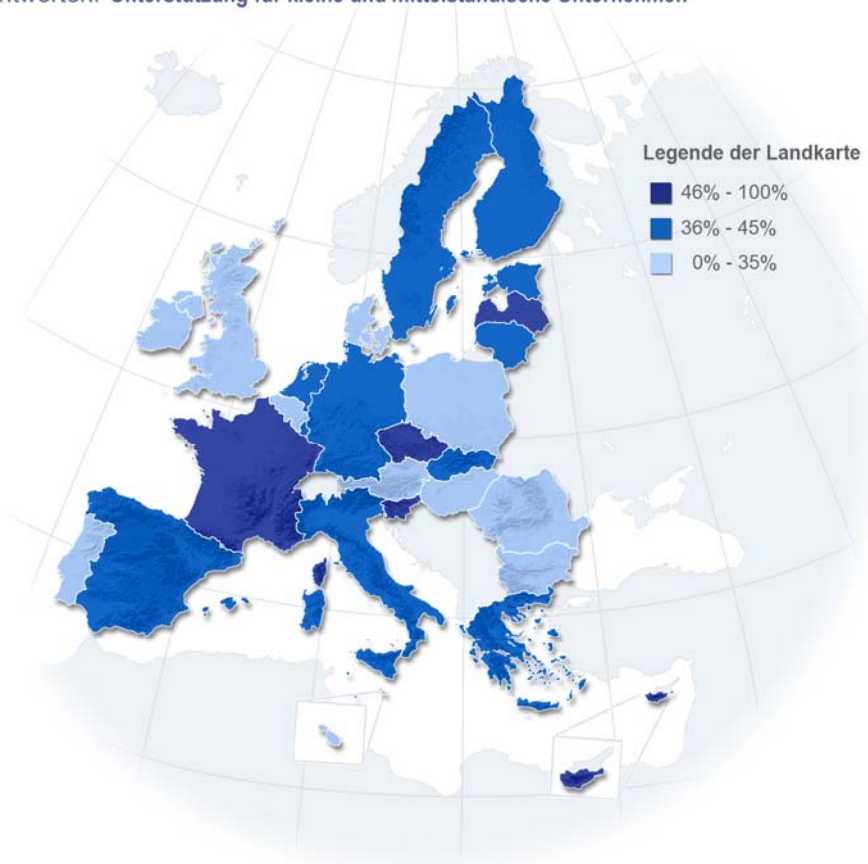 Unterstützung für kleine und mittelständische Unternehmen
Legende der Landkarte
46% - 100%
36% - 45%
0% - 35%